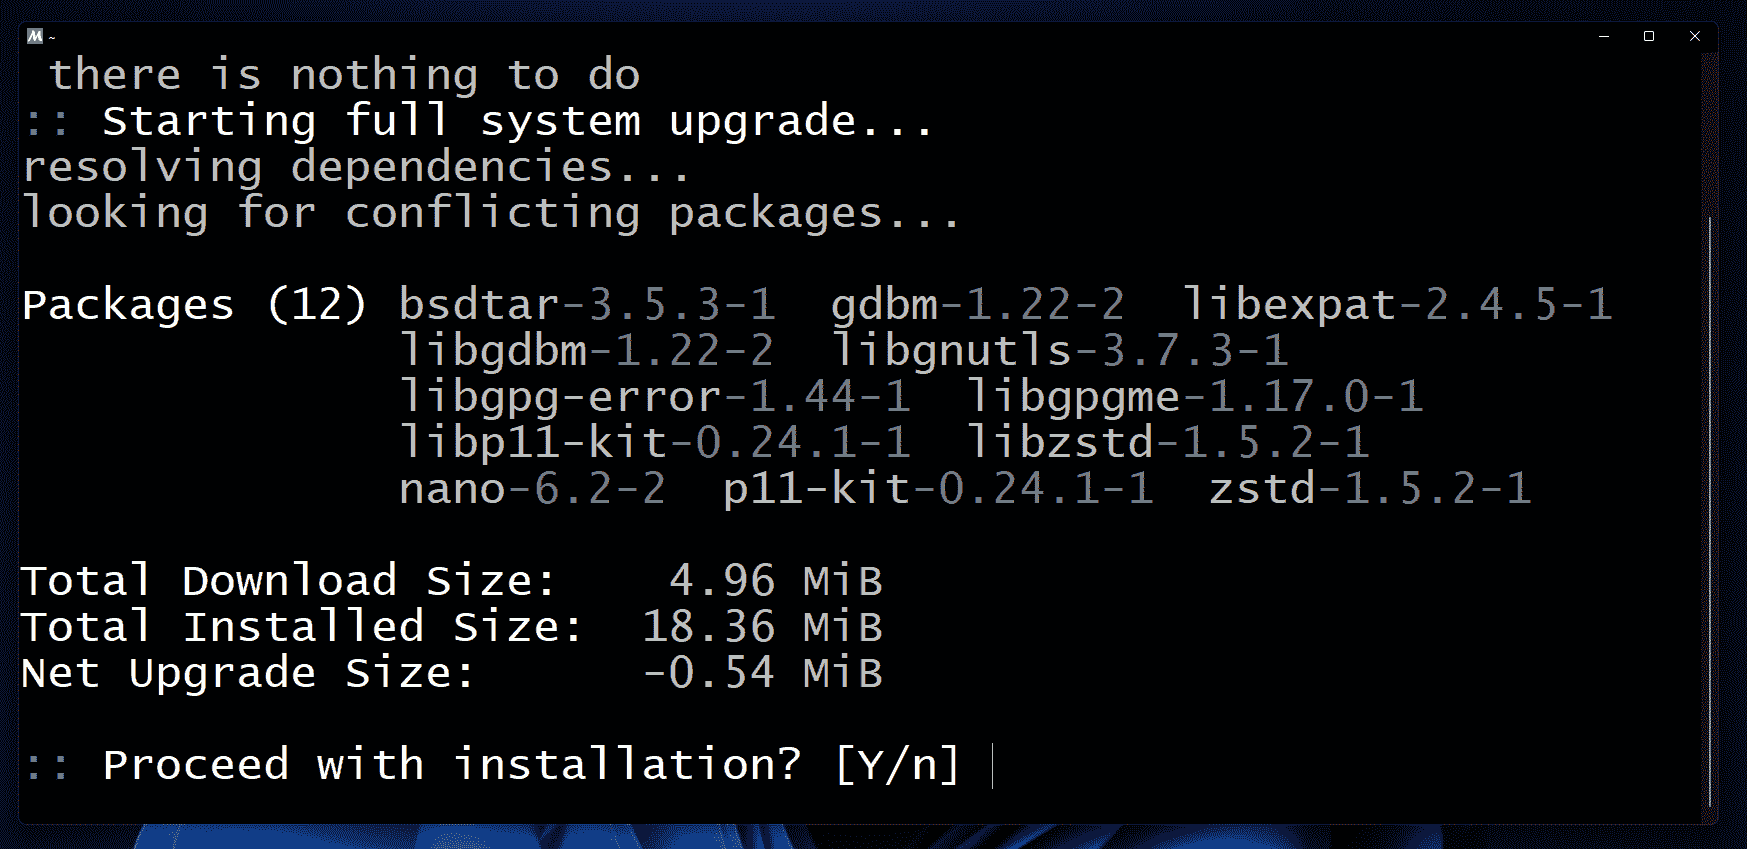 ~
there is nothing to do
:: Starting full system upgrade...
resolving dependencies...
looking for conflicting packages...
Packages (12) bsdtar-3.5.3-1  gdbm-1.22-2  libexpat-2.4.5-1
libgdbm-1.22-2  libgnutls-3.7.3-1
libgpg-error-1.44-1  libgpgme-1.17.0-1
libp11-kit-0.24.1-1  libzstd-1.5.2-1
nano-6.2-2  p11-kit-0.24.1-1  zstd-1.5.2-1
Total Download Size:    4.96 MiB
Total Installed Size:  18.36 MiB
Net Upgrade Size:      -0.54 MiB
:: Proceed with installation? [Y/n]